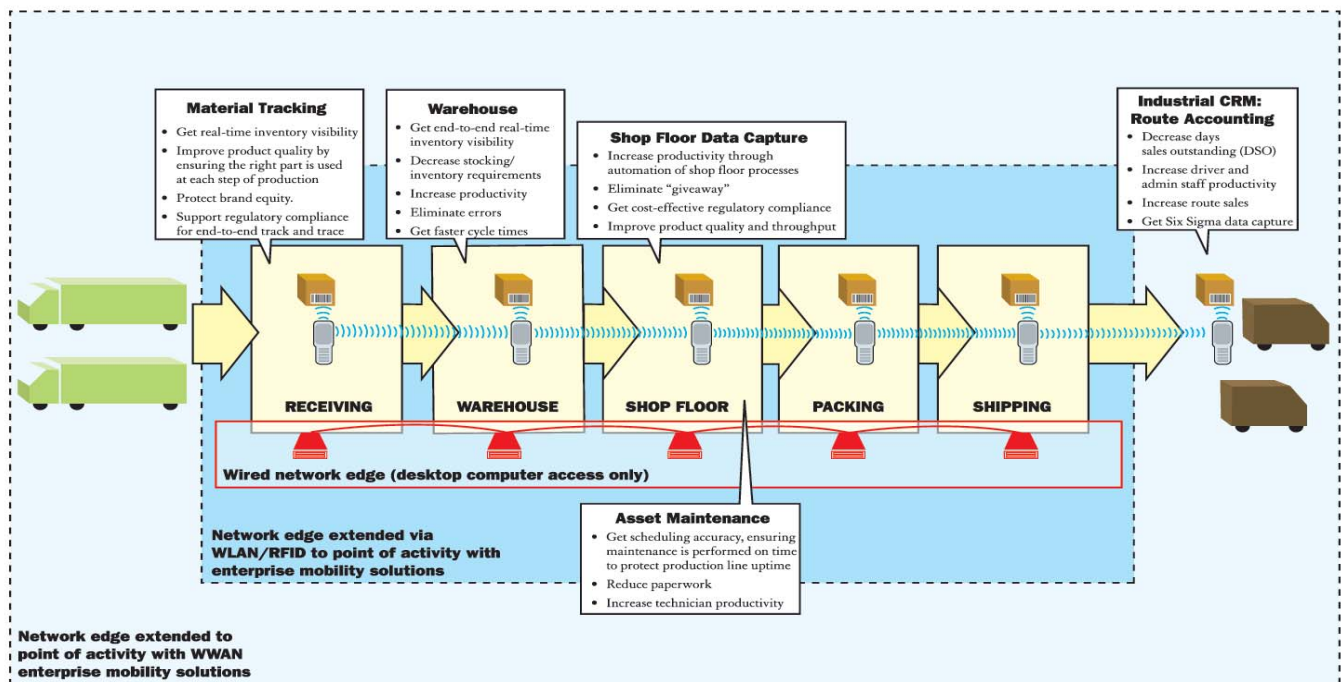 Material Tracking
• Get real-time inventory visibility
• Improve product quality by
ensuring the right part is used
at each step of production
• Protect brand equity.
• Support regulatory compliance
for end-to-end track and trace
Warehouse
• Get end-to-end real-time
inventory visibility
• Decrease stocking/
inventory requirements
• Increase productivity
• Eliminate errors
• Get faster cycle times
Shop Floor Data Capture
• Increase productivity through
automation of shop floor processes
• Eliminate “giveaway”
• Get cost-effective regulatory compliance
• Improve product quality and throughput
Industrial CRM:
Route Accounting
• Decrease days
sales outstanding (DSO)
• Increase driver and
admin staff productivity
• Increase route sales
• Get Six Sigma data capture
RECEIVING
WAREHOUSE
SHOP FLOOR
PACKING
SHIPPING
Wired network edge (desktop computer access only)
Network edge extended via
WLAN/RFID to point of activity with
enterprise mobility solutions
Asset Maintenance
• Get scheduling accuracy, ensuring
maintenance is performed on time
to protect production line uptime
• Reduce paperwork
• Increase technician productivity
Network edge extended to
point of activity with WWAN
enterprise mobility solutions